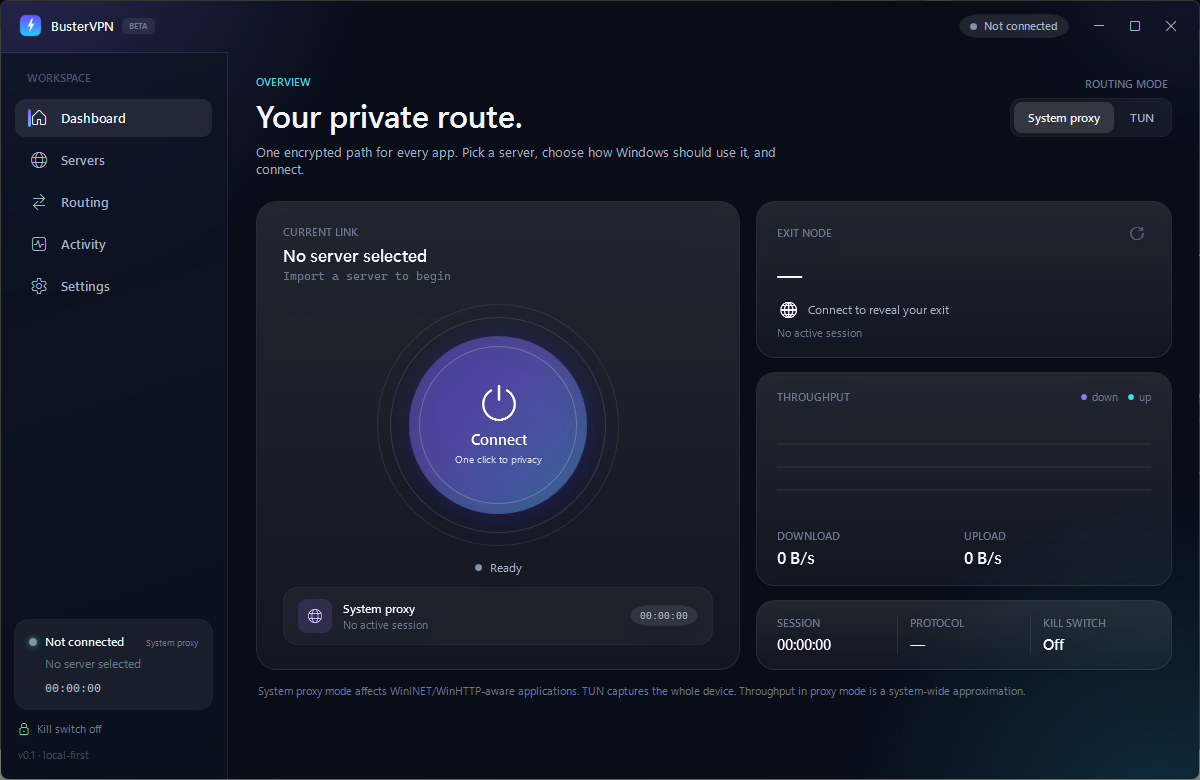 BusterVPN BETA
Not connected
WORKSPACE
Dashboard
Servers
Routing
Activity
Settings
Not connected System proxy
No server selected
00:00:00
Kill switch off
v0.1 · local-first
OVERVIEW
Your private route.
One encrypted path for every app. Pick a server, choose how Windows should use it, and
connect.
ROUTING MODE
System proxy TUN
CURRENT LINK
No server selected
Import a server to begin
Connect
One click to privacy
Ready
System proxy
No active session
00:00:00
EXIT NODE
—
Connect to reveal your exit
No active session
THROUGHPUT down up
DOWNLOAD UPLOAD
0 B/s 0 B/s
SESSION PROTOCOL KILL SWITCH
00:00:00 — Off
System proxy mode affects WinINET/WinHTTP-aware applications. TUN captures the whole device. Throughput in proxy mode is a system-wide approximation.